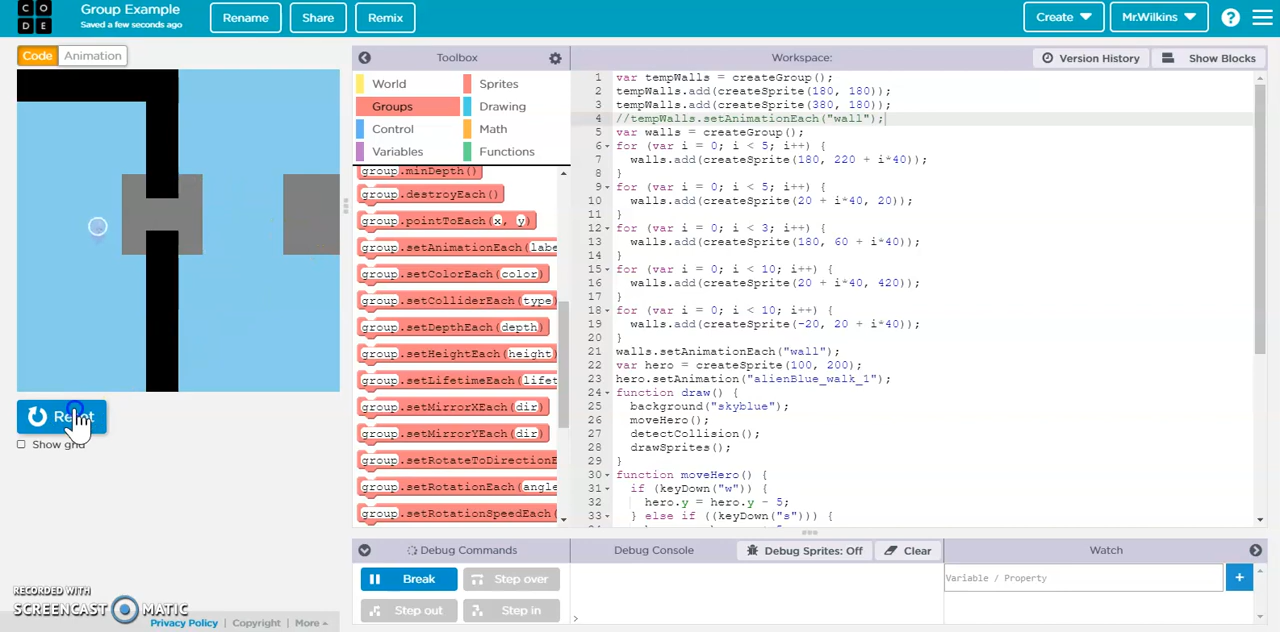 C O
D E
Group Example
Saved a few seconds ago
Rename
Share
Remix
Create
Mr.Wilkins
?
Code
Animation
Toolbox
World
Sprites
Groups
Drawing
Control
Math
Variables
Functions
group.minDepth()
group.destroyEach()
group.pointToEach(x, y)
group.setAnimationEach(labe
group.setColorEach(color)
group.setColliderEach(type)
group.setDepthEach(depth)
group.setHeightEach(height)
group.setLifetimeEach(lifet
group.setMirrorXEach(dir)
group.setMirrorYEach(dir)
group.setRotateToDirectionE
group.setRotationEach(angle
group.setRotationSpeedEach(
Workspace:
Version History
Show Blocks
1 var tempWalls = createGroup();
2 tempWalls.add(createSprite(180, 180));
3 tempWalls.add(createSprite(380, 180));
4 //tempWalls.setAnimationEach("wall");
5 var walls = createGroup();
6 for (var i = 0; i < 5; i++) {
7 walls.add(createSprite(180, 220 + i*40));
8 }
9 for (var i = 0; i < 5; i++) {
10 walls.add(createSprite(20 + i*40, 20));
11 }
12 for (var i = 0; i < 3; i++) {
13 walls.add(createSprite(180, 60 + i*40));
14 }
15 for (var i = 0; i < 10; i++) {
16 walls.add(createSprite(20 + i*40, 420));
17 }
18 for (var i = 0; i < 10; i++) {
19 walls.add(createSprite(-20, 20 + i*40));
20 }
21 walls.setAnimationEach("wall");
22 var hero = createSprite(100, 200);
23 hero.setAnimation("alienBlue_walk_1");
24 function draw() {
25 background("skyblue");
26 moveHero();
27 detectCollision();
28 drawSprites();
29 }
30 function moveHero() {
31 if (keyDown("w")) {
32 hero.y = hero.y - 5;
33 } else if ((keyDown("s"))) {
Show grid
Debug Commands
Debug Console
Debug Sprites: Off
Clear
Watch
Break
Step over
Step out
Step in
Variable / Property
+
>
RECORDED WITH
SCREENCAST MATIC
Privacy Policy | Copyright | More